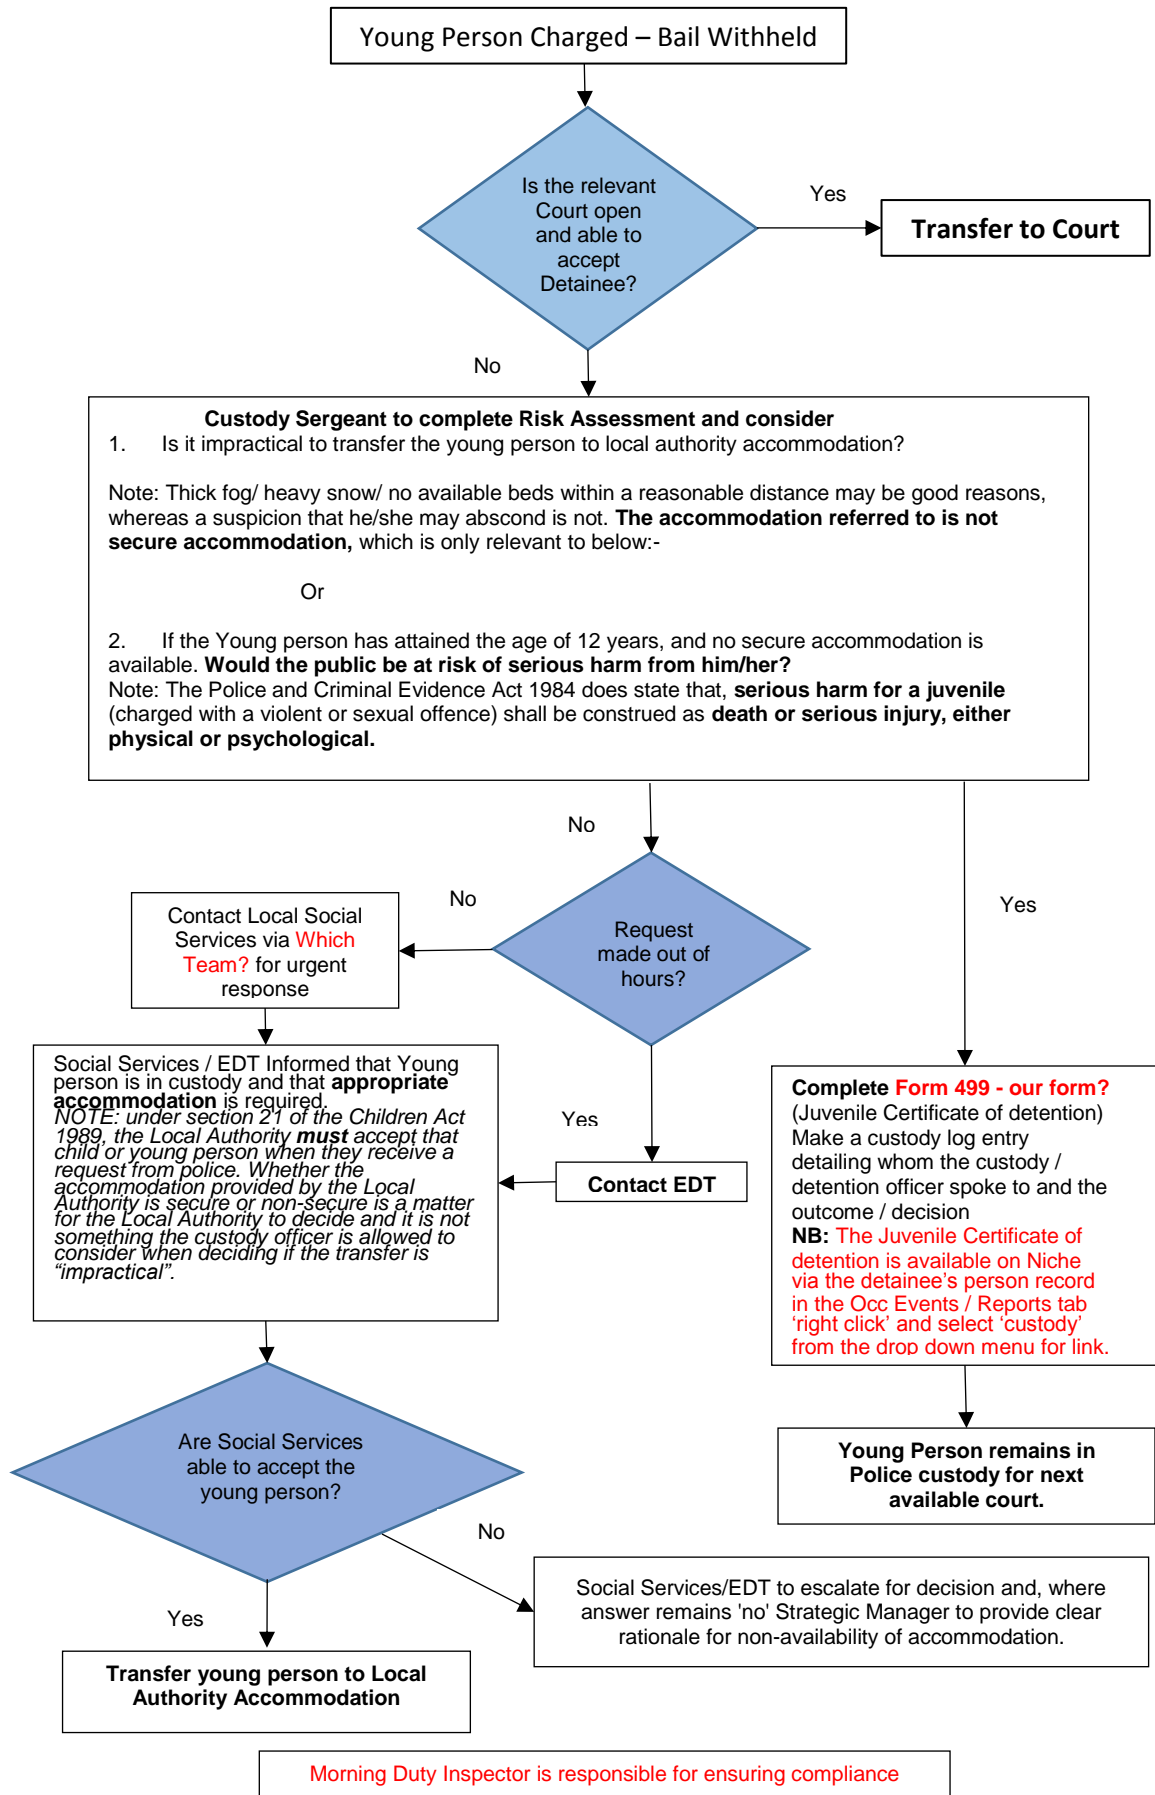 Young Person Charged – Bail Withheld
Is the relevant
Court open
and able to
accept
Detainee?
Yes
Transfer to Court
No
Custody Sergeant to complete Risk Assessment and consider
1. Is it impractical to transfer the young person to local authority accommodation?
Note: Thick fog/ heavy snow/ no available beds within a reasonable distance may be good reasons,
whereas a suspicion that he/she may abscond is not. The accommodation referred to is not
secure accommodation, which is only relevant to below:-
Or
2. If the Young person has attained the age of 12 years, and no secure accommodation is
available. Would the public be at risk of serious harm from him/her?
Note: The Police and Criminal Evidence Act 1984 does state that, serious harm for a juvenile
(charged with a violent or sexual offence) shall be construed as death or serious injury, either
physical or psychological.
No
Yes
Request
made out of
hours?
No
Contact Local Social
Services via Which
Team? for urgent
response
Yes
Contact EDT
Social Services / EDT Informed that Young
person is in custody and that appropriate
accommodation is required.
NOTE: under section 21 of the Children Act
1989, the Local Authority must accept that
child or young person when they receive a
request from police. Whether the
accommodation provided by the Local
Authority is secure or non-secure is a matter
for the Local Authority to decide and it is not
something the custody officer is allowed to
consider when deciding if the transfer is
“impractical”.
Complete Form 499 - our form?
(Juvenile Certificate of detention)
Make a custody log entry
detailing whom the custody /
detention officer spoke to and the
outcome / decision
NB: The Juvenile Certificate of
detention is available on Niche
via the detainee’s person record
in the Occ Events / Reports tab
‘right click’ and select ‘custody’
from the drop down menu for link.
Young Person remains in
Police custody for next
available court.
Are Social Services
able to accept the
young person?
No
Social Services/EDT to escalate for decision and, where
answer remains 'no' Strategic Manager to provide clear
rationale for non-availability of accommodation.
Yes
Transfer young person to Local
Authority Accommodation
Morning Duty Inspector is responsible for ensuring compliance